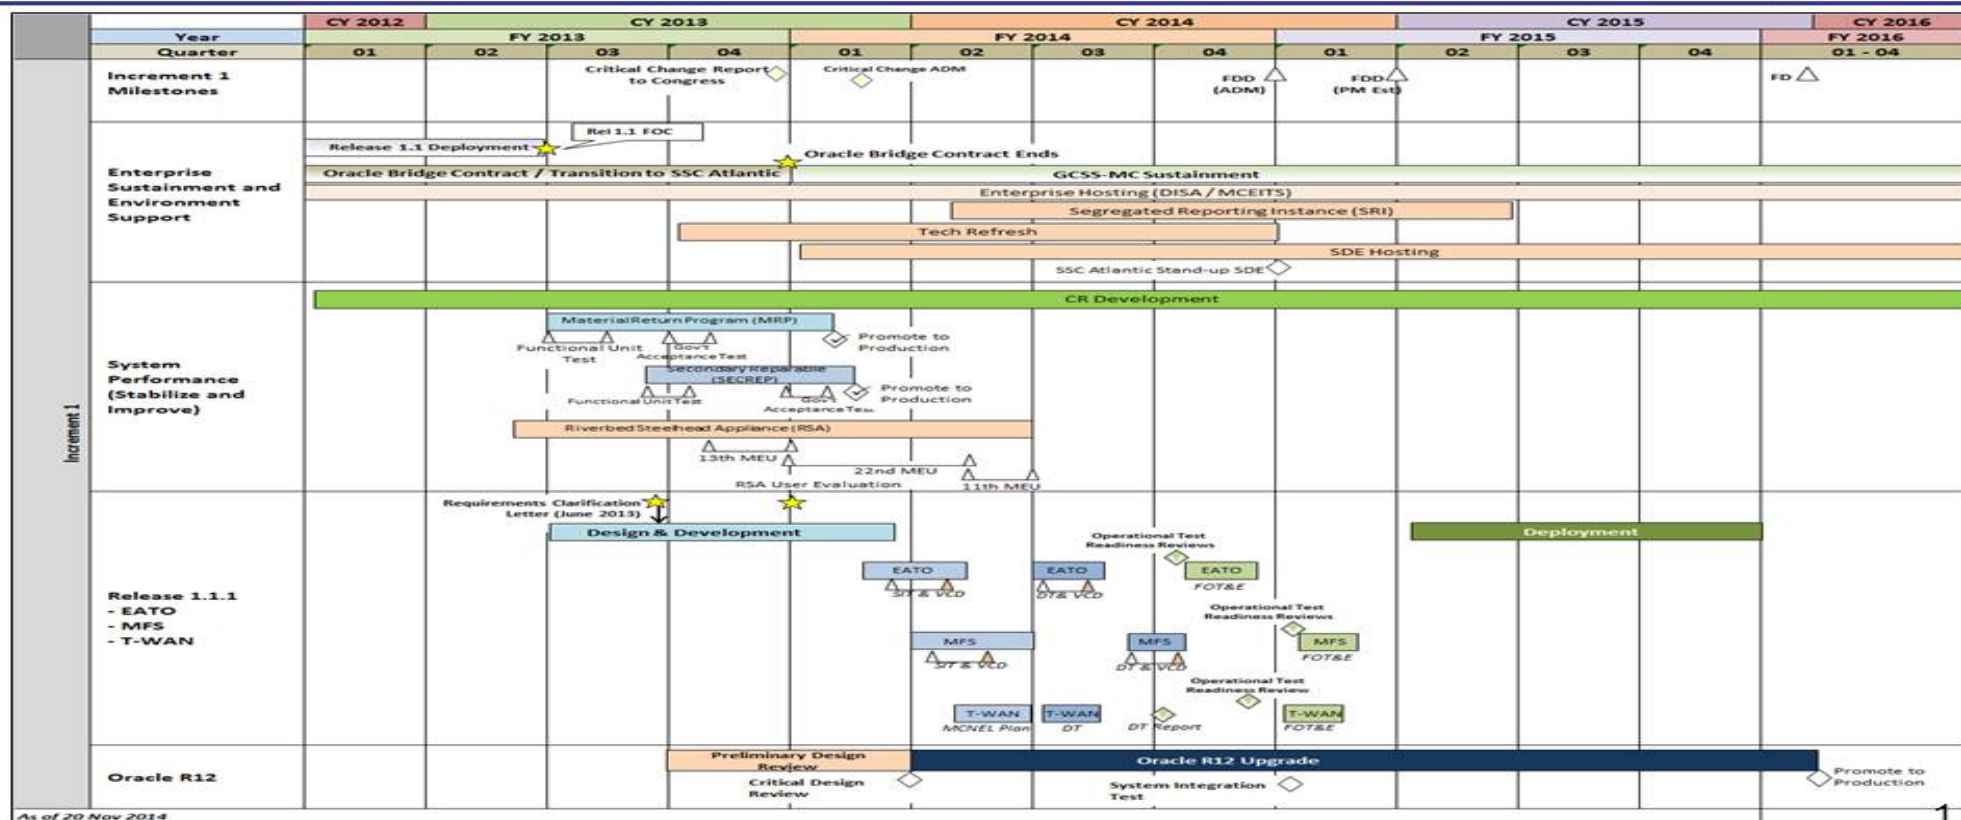 CY 2012 CY 2013 CY 2014 CY 2015 CY 2016
Year FY 2013 FY 2014 FY 2015 FY 2016
Quarter 01 02 03 04 01 02 03 04 01 02 03 04 01 - 04
Increment 1
Increment 1
Milestones
Critical Change Report
to Congress
Critical Change ADM
FDD
(ADM)
FDD
(PM Est)
FD
Enterprise
Sustainment and
Environment
Support
Rel 1.1 FOC
Release 1.1 Deployment
Oracle Bridge Contract Ends
Oracle Bridge Contract / Transition to SSC Atlantic
GCSS-MC Sustainment
Enterprise Hosting (DISA / MCEITS)
Segregated Reporting Instance (SRI)
Tech Refresh
SDE Hosting
SSC Atlantic Stand-up SDE
System
Performance
(Stabilize and
Improve)
CR Development
Material Return Program (MRP)
Functional Unit
Test
Gov't
Acceptance Test
Promote to
Production
Secondary Reparable
(SECREP)
Functional Unit Test
Gov't
Acceptance Test
Promote to
Production
Riverbed Steelhead Appliance (RSA)
13th MEU
22nd MEU
11th MEU
RSA User Evaluation
Release 1.1.1
- EATO
- MFS
- T-WAN
Requirements Clarification
Letter (June 2013)
Design & Development
Deployment
Operational Test
Readiness Reviews
EATO
SIT & VCD
EATO
DT & VCD
EATO
FOT&E
Operational Test
Readiness Reviews
MFS
SIT & VCD
MFS
DT & VCD
MFS
FOT&E
Operational Test
Readiness Review
T-WAN
MCNEL Plan
T-WAN
DT
DT Report
T-WAN
FOT&E
Oracle R12
Preliminary Design
Review
Oracle R12 Upgrade
Critical Design
Review
System Integration
Test
Promote to
Production
As of 20 Nov 2014
1